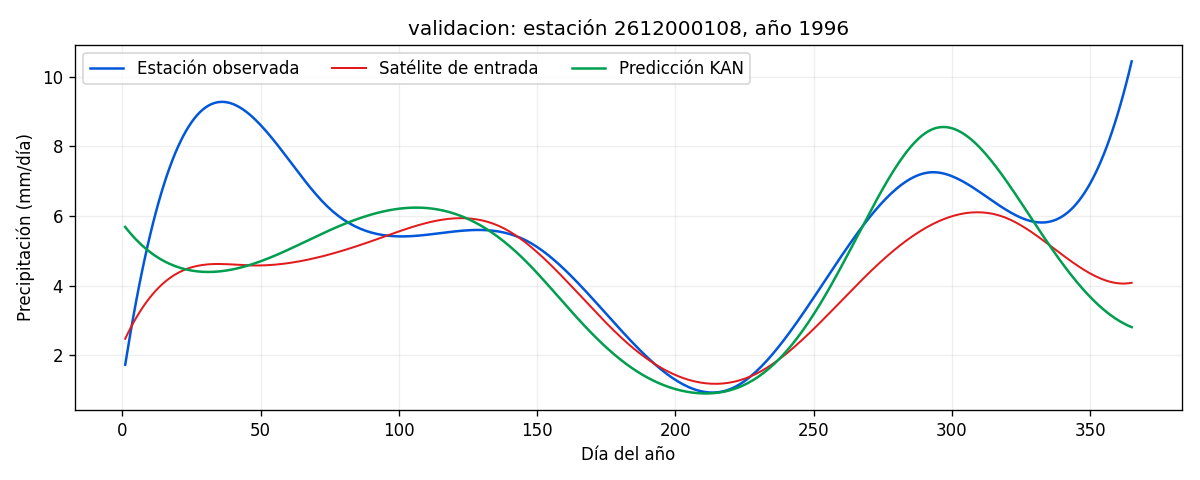 validacion: estación 2612000108, año 1996
Estación observada
Satélite de entrada
Predicción KAN
Precipitación (mm/día)
10
8
6
4
2
0
50
100
150
200
250
300
350
Día del año